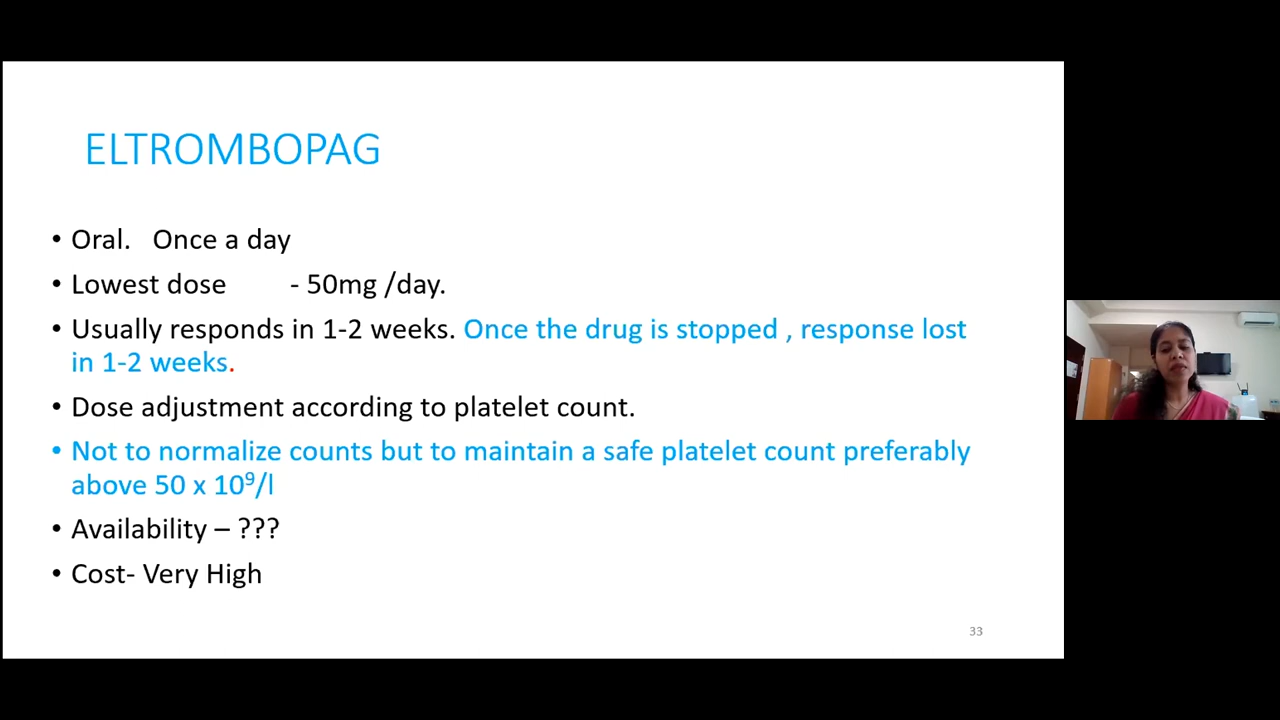 ELTROMBOPAG
• Oral. Once a day
• Lowest dose - 50mg /day.
• Usually responds in 1-2 weeks. Once the drug is stopped , response lost
in 1-2 weeks.
• Dose adjustment according to platelet count.
• Not to normalize counts but to maintain a safe platelet count preferably
above 50 x 10⁹/l
• Availability – ???
• Cost- Very High
33